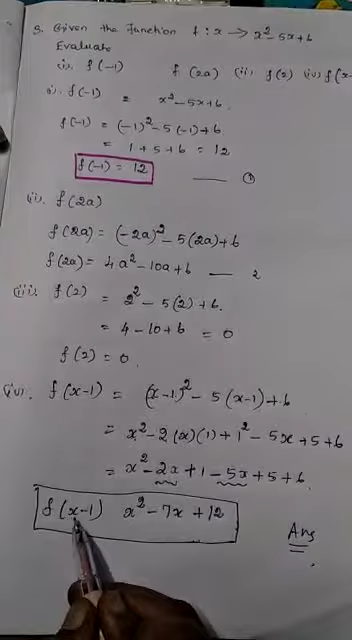 3. Given the function f : x → x² - 5x + 6
Evaluate
(i). f(-1) f(2a) (iii) f(2) (iv) f(x-
i). f(-1) = x² - 5x + 6.
f(-1) = (-1)² - 5(-1) + 6
= 1 + 5 + 6 = 12
f(-1) = 12 —— ①
(ii). f(2a)
f(2a) = (-2a)² - 5(2a) + 6
f(2a) = 4a² - 10a + 6 —— 2
(iii). f(2) = 2² - 5(2) + 6.
= 4 - 10 + 6 = 0
f(2) = 0.
(iv). f(x-1) = (x-1)² - 5(x-1) + 6
= x² - 2(x)(1) + 1² - 5x + 5 + 6
= x² - 2x + 1 - 5x + 5 + 6.
f(x-1) x² - 7x + 12
Ans.